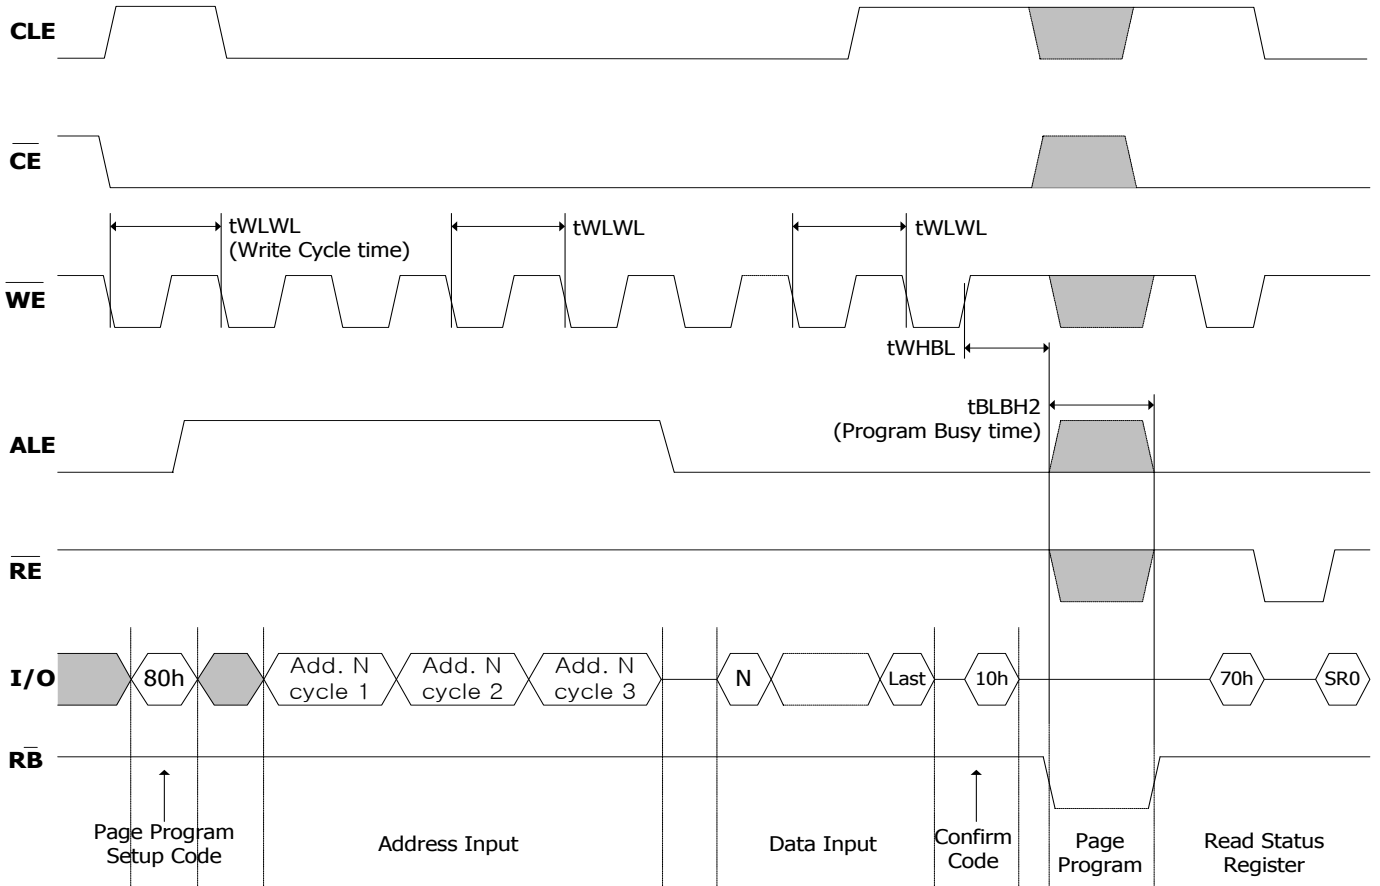 CLE
CE
tWLWL
(Write Cycle time)
tWLWL
tWLWL
WE
tWHBL
tBLBH2
(Program Busy time)
ALE
RE
I/O
80h
Add. N
cycle 1
Add. N
cycle 2
Add. N
cycle 3
N
Last
10h
70h
SR0
RB
Page Program
Setup Code
Address Input
Data Input
Confirm
Code
Page
Program
Read Status
Register